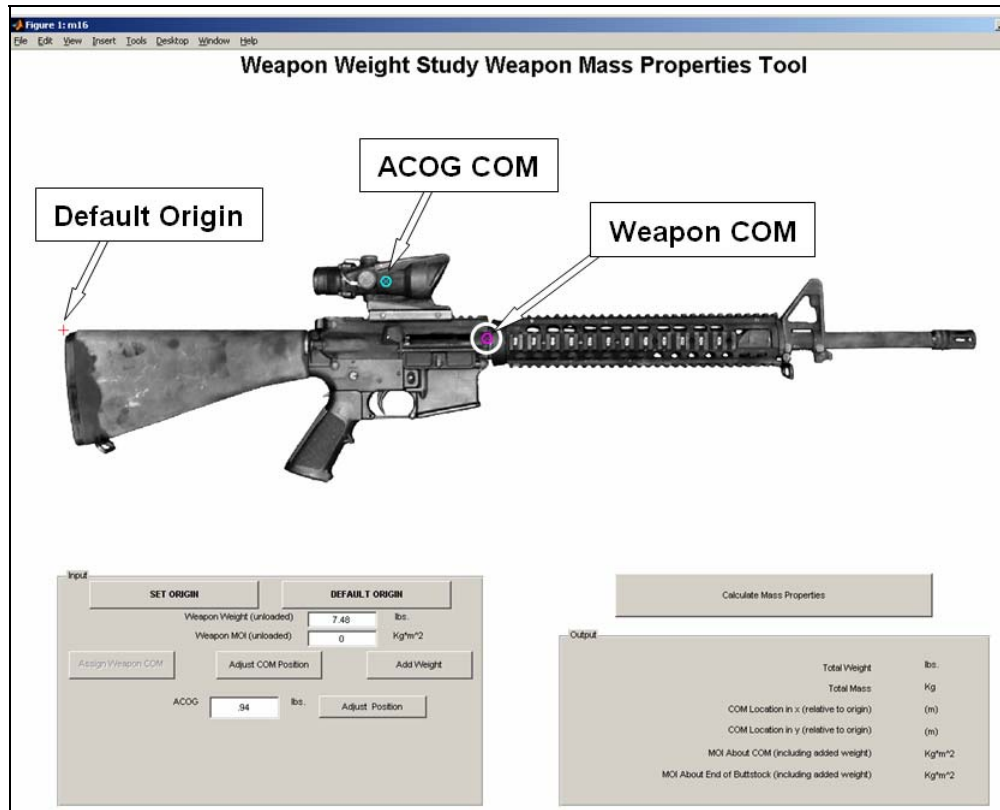 Figure 1: m16
File Edit View Insert Tools Desktop Window Help
Weapon Weight Study Weapon Mass Properties Tool
ACOG COM
Default Origin
Weapon COM
Input
SET ORIGIN DEFAULT ORIGIN
Weapon Weight (unloaded) 7.48 lbs.
Weapon MOI (unloaded) 0 Kg*m^2
Assign Weapon COM Adjust COM Position Add Weight
ACOG .94 lbs. Adjust Position
Calculate Mass Properties
Output
Total Weight lbs.
Total Mass Kg
COM Location in x (relative to origin) (m)
COM Location in y (relative to origin) (m)
MOI About COM (including added weight) Kg*m^2
MOI About End of Buttstock (including added weight) Kg*m^2